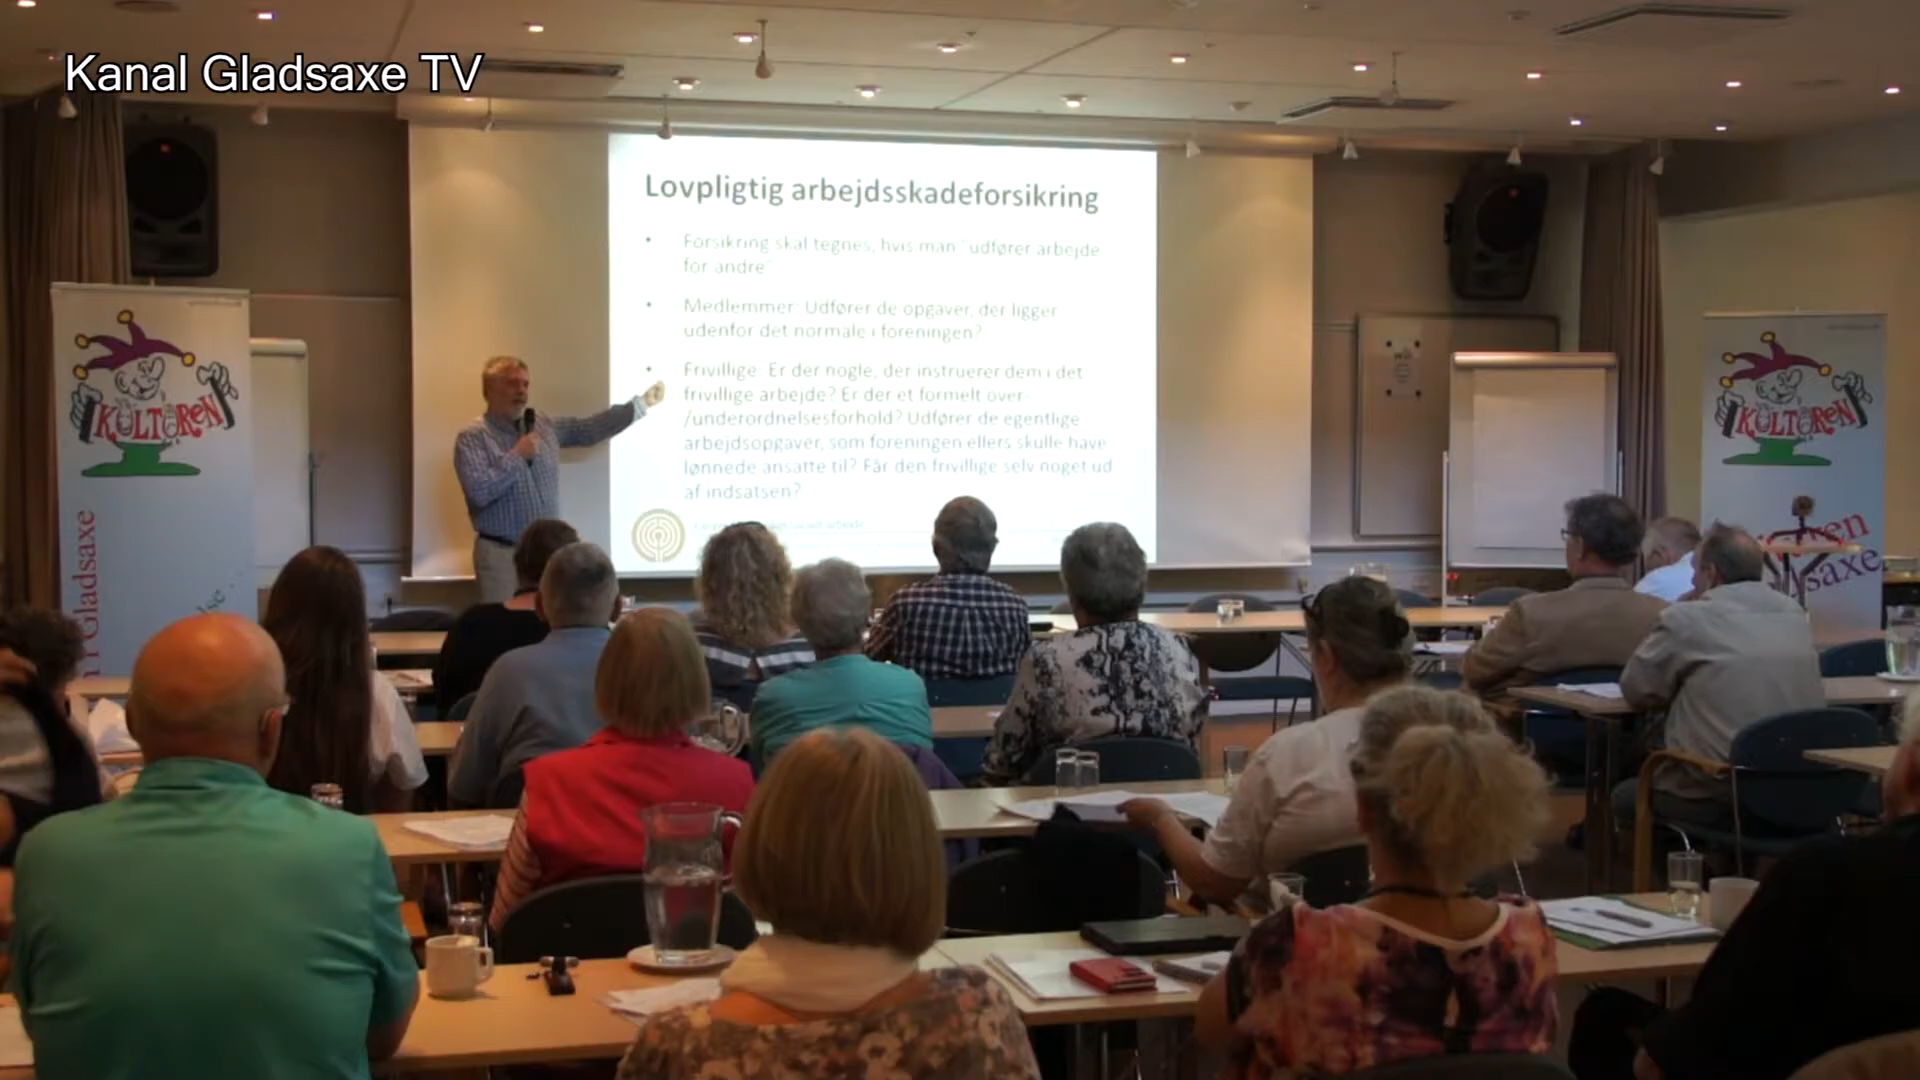 Kanal Gladsaxe TV
Lovpligtig arbejdsskadeforsikring
• Forsikring skal tegnes, hvis man "udfører arbejde
for andre"
• Medlemmer: Udfører de opgaver, der ligger
udenfor det normale i foreningen?
• Frivillige: Er der nogle, der instruerer dem i det
frivillige arbejde? Er der et formelt over-
/underordnelsesforhold? Udfører de egentlige
arbejdsopgaver, som foreningen ellers skulle have
lønnede ansatte til? Får den frivillige selv noget ud
af indsatsen?
KULTUREN
i Gladsaxe
KULTUREN